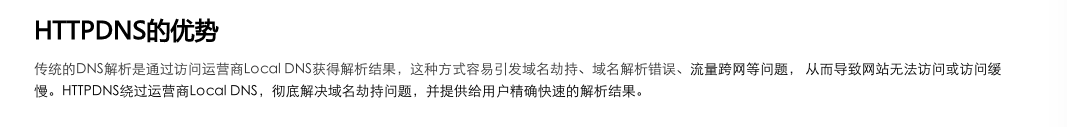 HTTPDNS的优势
传统的DNS解析是通过访问运营商Local DNS获得解析结果，这种方式容易引发域名劫持、域名解析错误、流量跨网等问题， 从而导致网站无法访问或访问缓
慢。HTTPDNS绕过运营商Local DNS，彻底解决域名劫持问题，并提供给用户精确快速的解析结果。